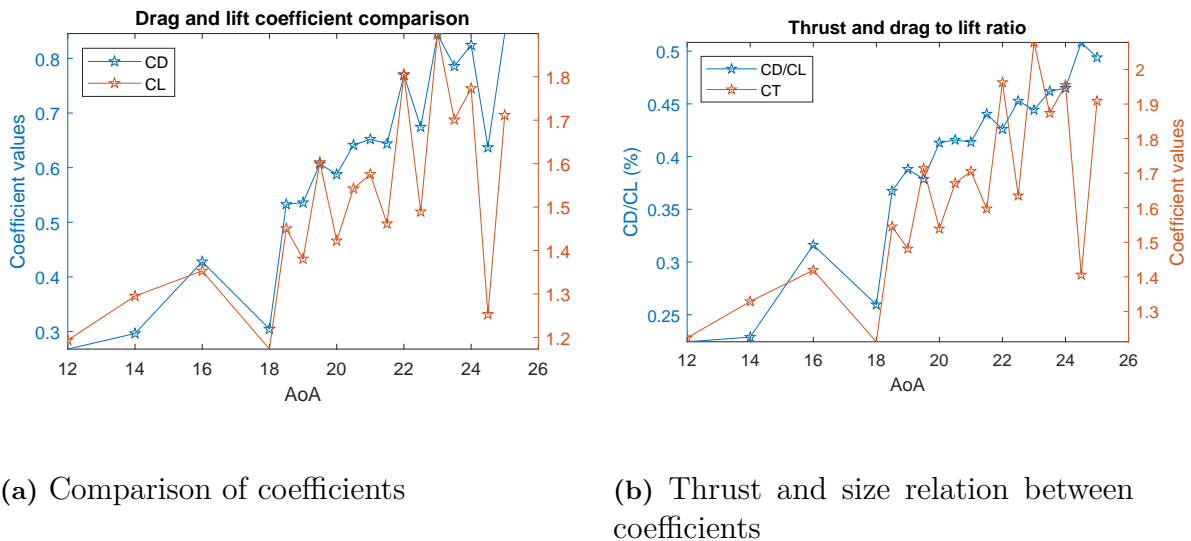 Drag and lift coefficient comparison
CD
CL
Coefficient values
0.8
0.7
0.6
0.5
0.4
0.3
1.8
1.7
1.6
1.5
1.4
1.3
1.2
12 14 16 18 20 22 24 26
AoA
Thrust and drag to lift ratio
CD/CL
CT
CD/CL (%)
0.5
0.45
0.4
0.35
0.3
0.25
2
1.9
1.8
1.7
1.6
1.5
1.4
1.3
Coefficient values
12 14 16 18 20 22 24 26
AoA
(a) Comparison of coefficients
(b) Thrust and size relation between
coefficients